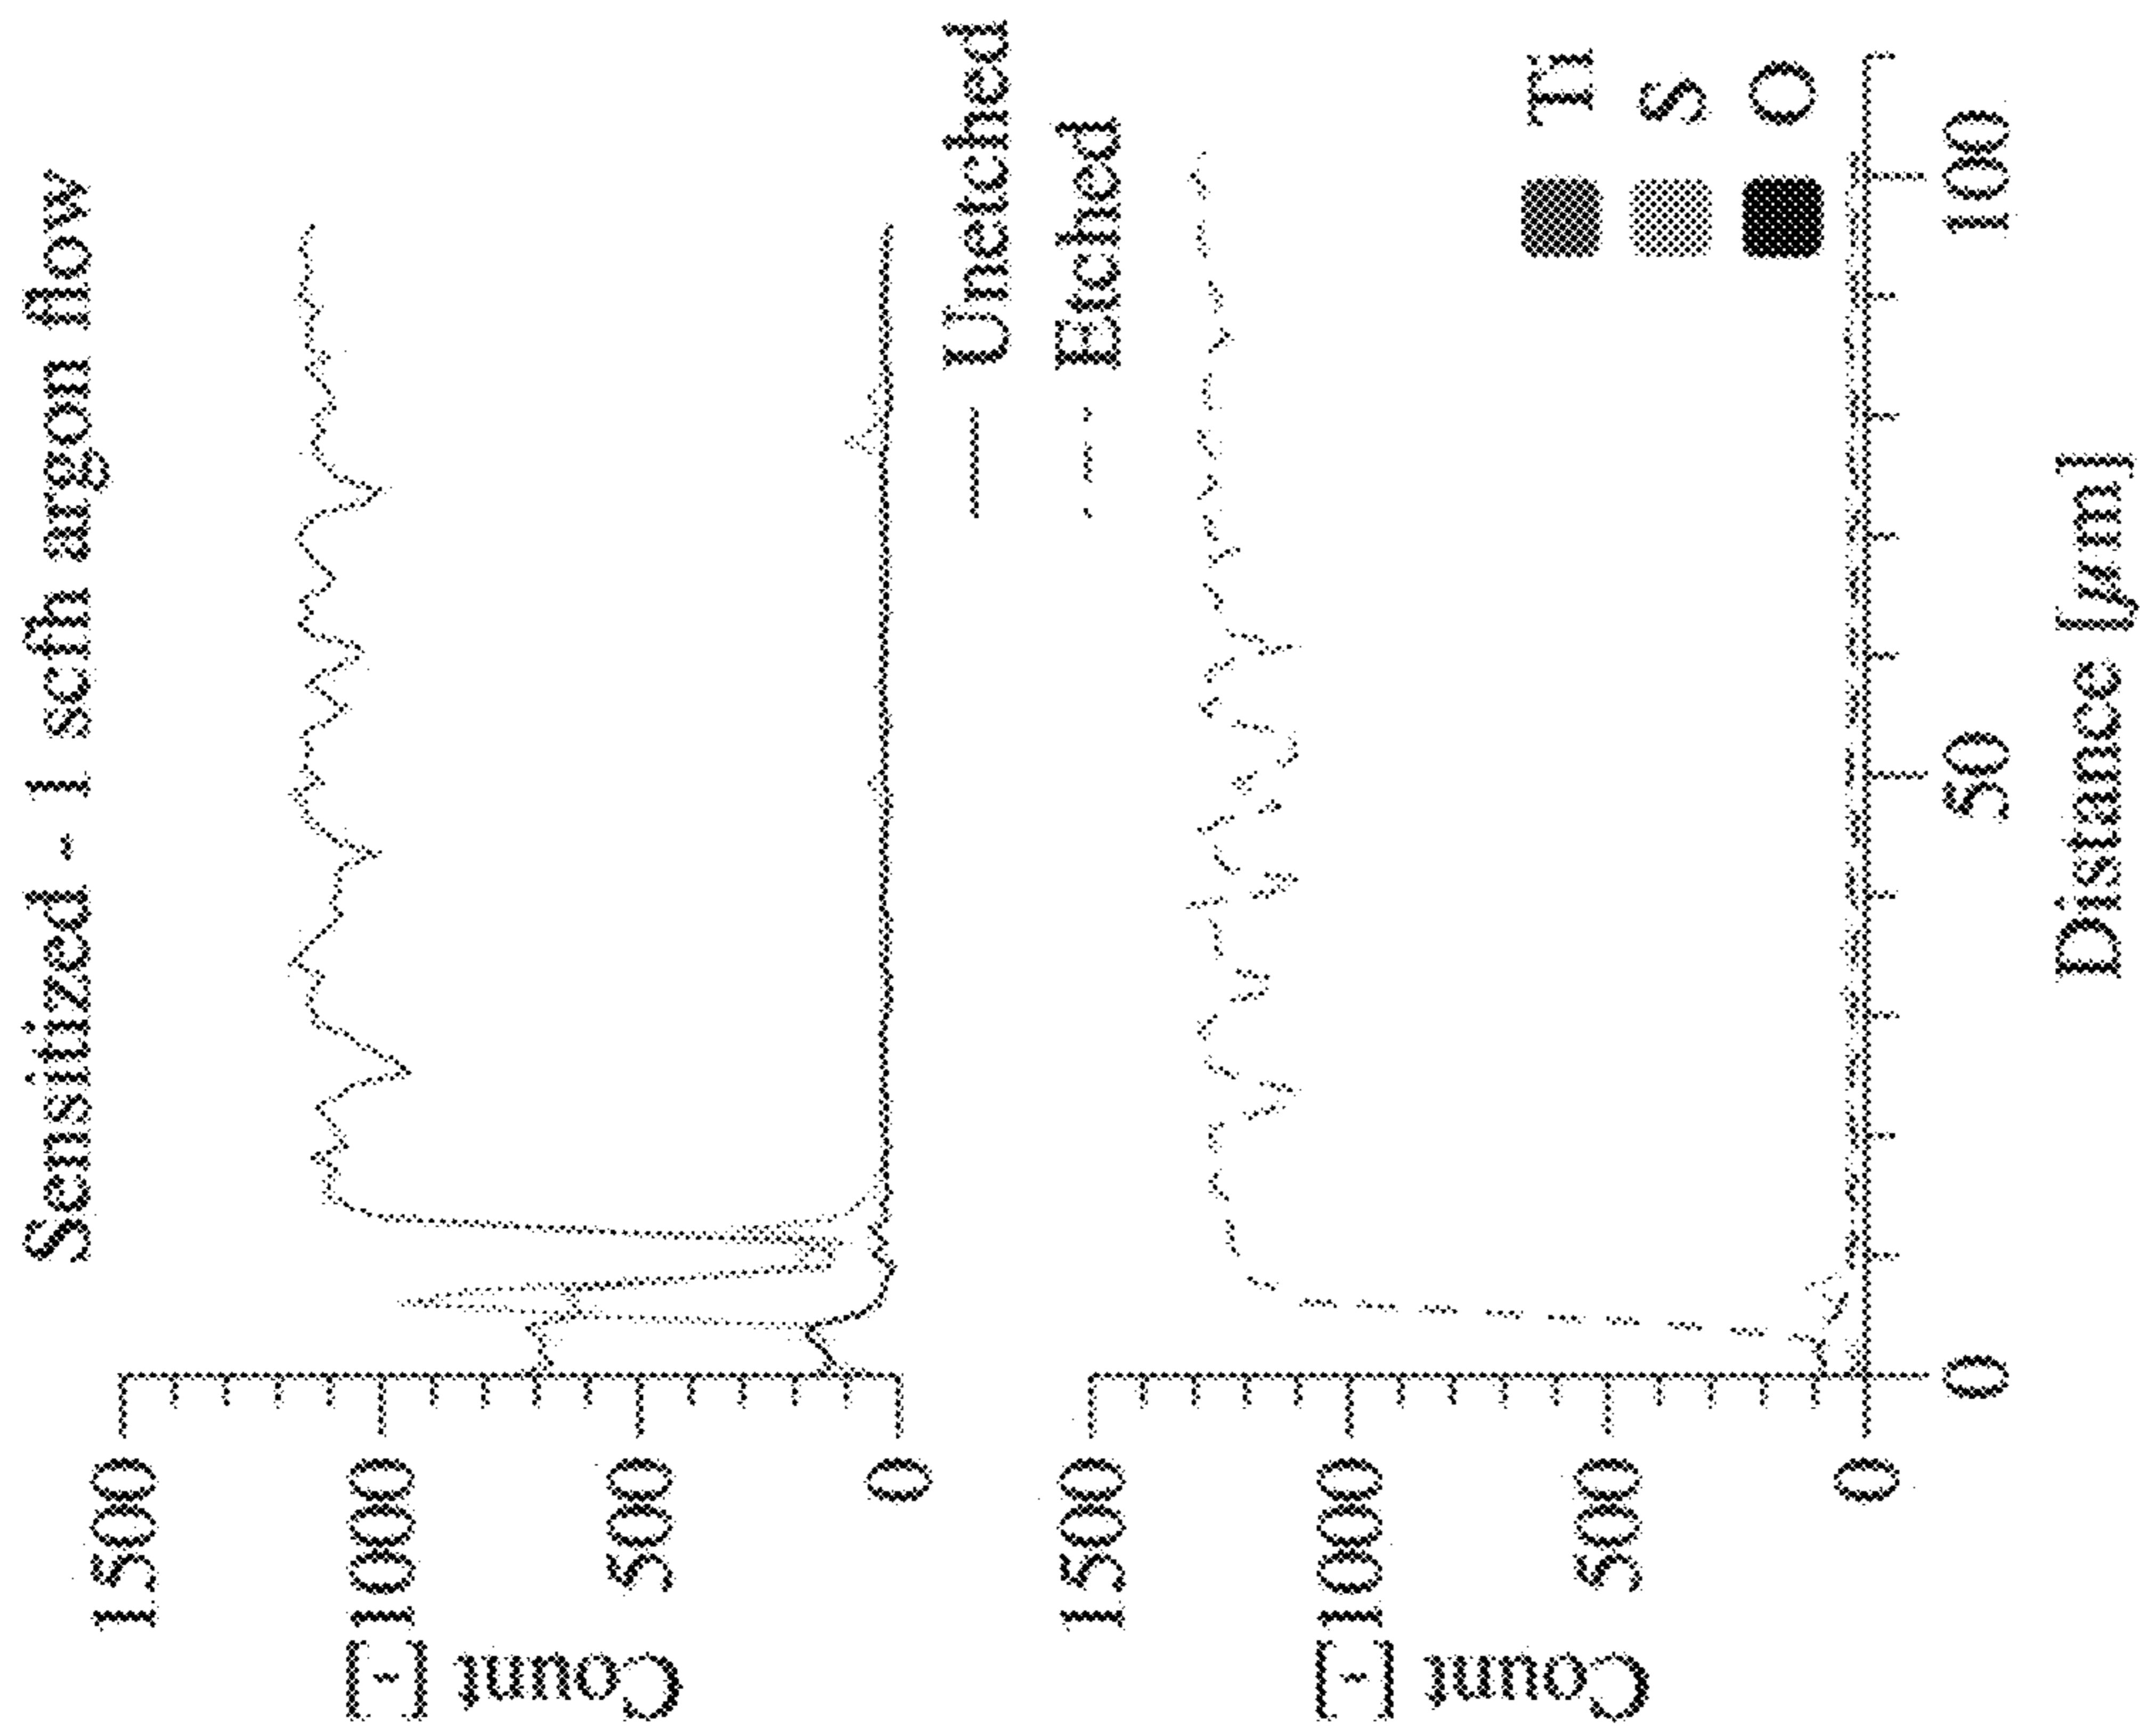 Sensitized - 1 scfh argon flow
Count [-]
1500
1000
500
0
Unetched
Etched
Count [-]
1500
1000
500
0
Ti
S
O
0
50
100
Distance [μm]